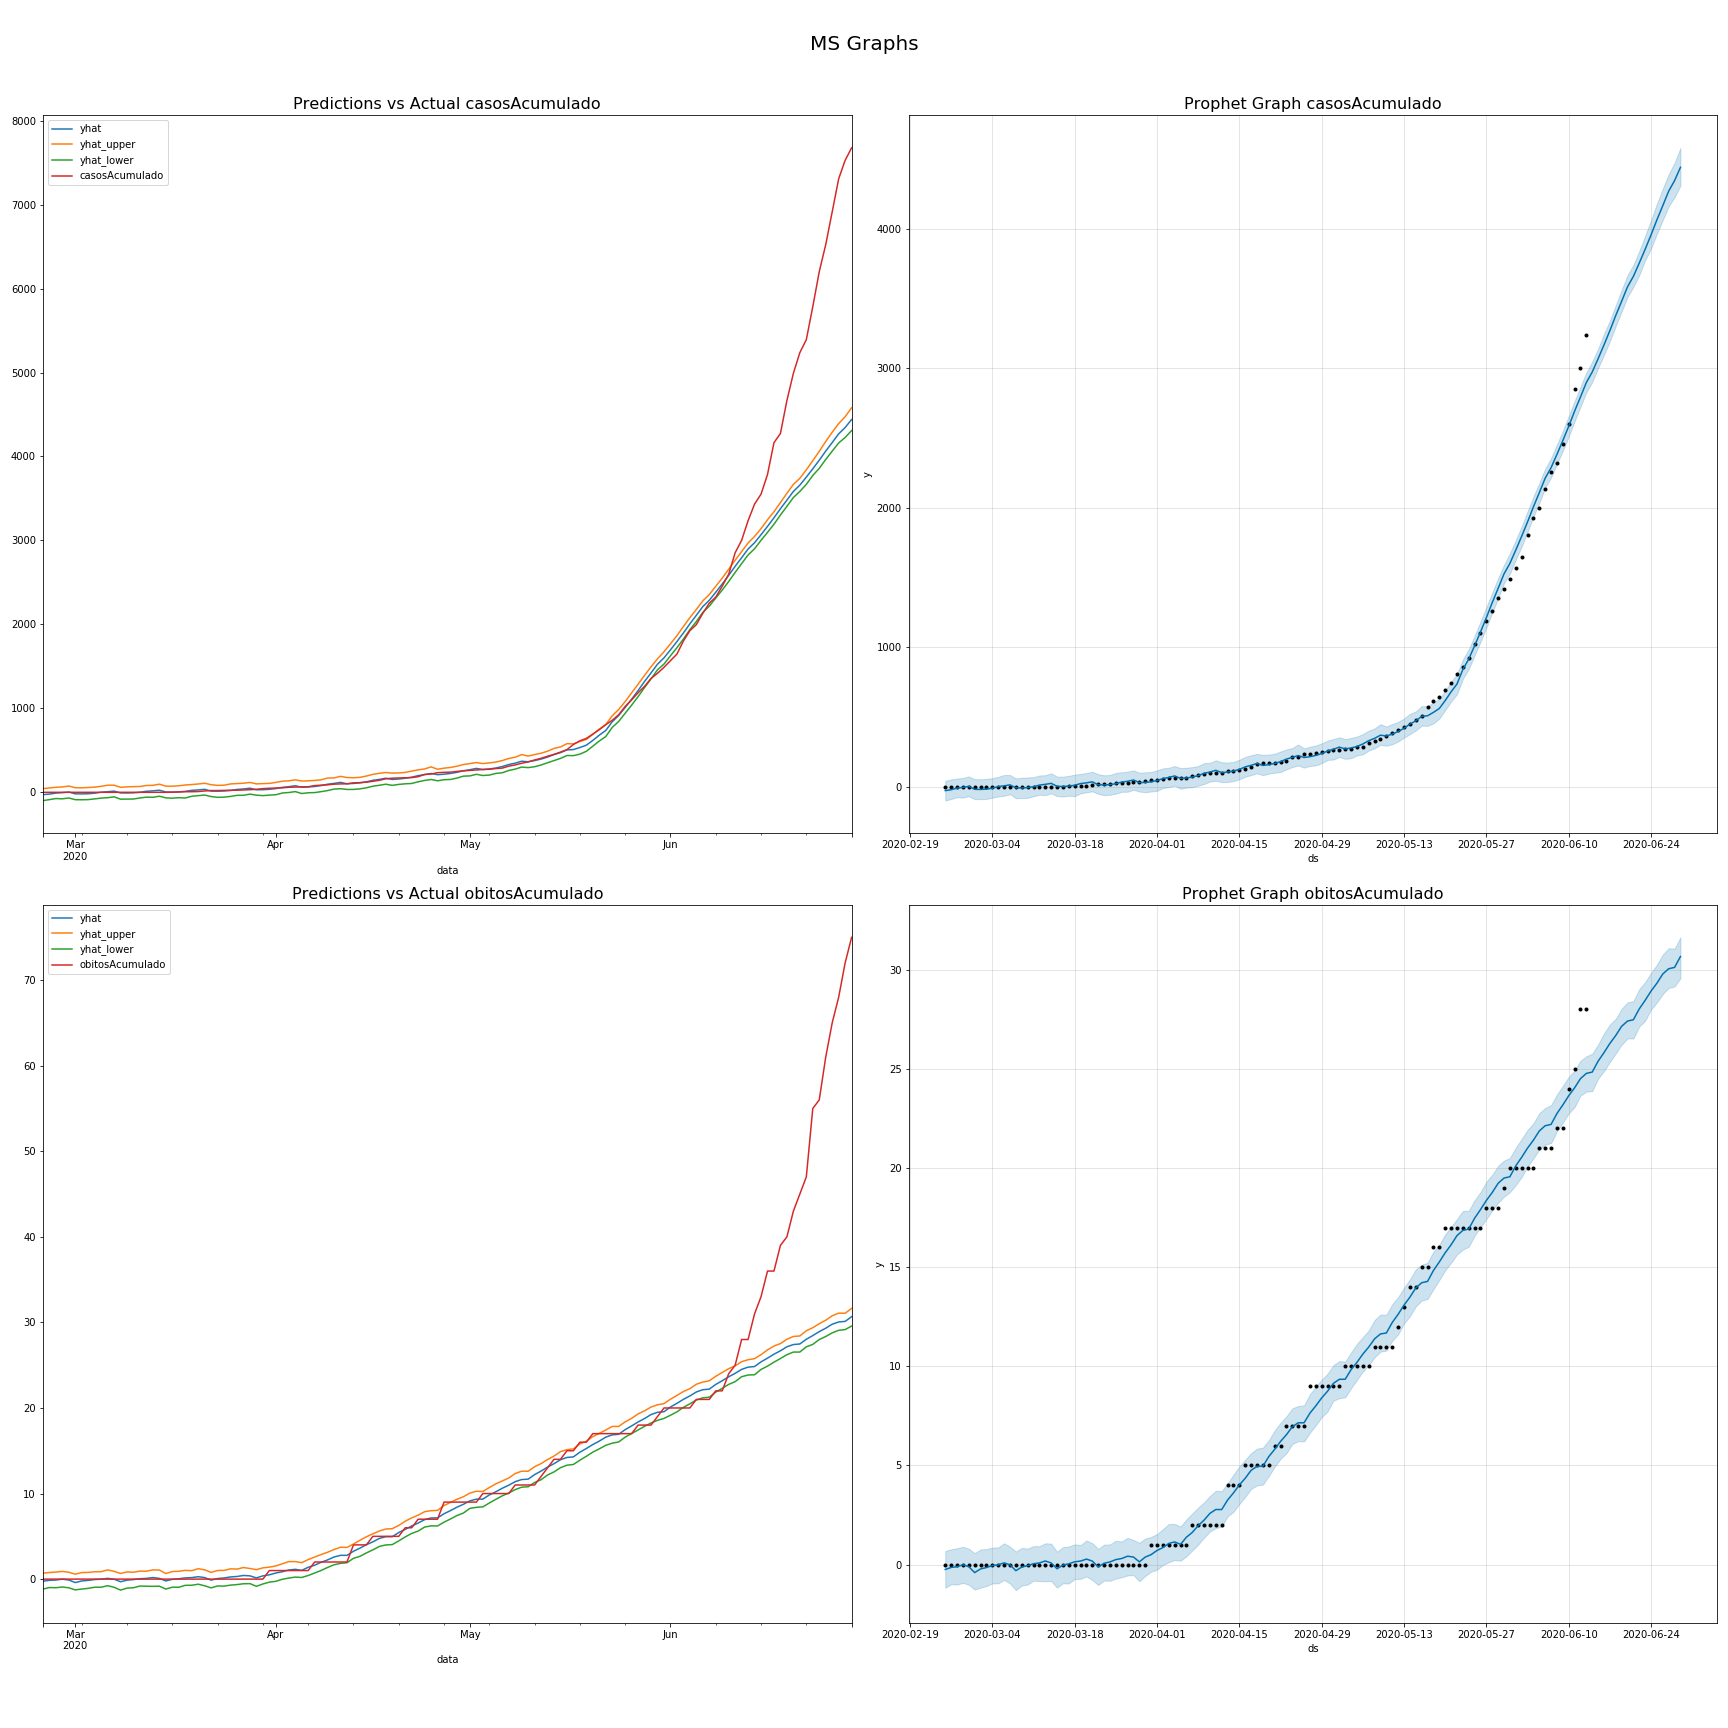 MS Graphs
Predictions vs Actual casosAcumulado
yhat
yhat_upper
yhat_lower
casosAcumulado
8000
7000
6000
5000
4000
3000
2000
1000
0
Mar
2020
Apr
May
Jun
data
Prophet Graph casosAcumulado
y
4000
3000
2000
1000
0
2020-02-19 2020-03-04 2020-03-18 2020-04-01 2020-04-15 2020-04-29 2020-05-13 2020-05-27 2020-06-10 2020-06-24
ds
Predictions vs Actual obitosAcumulado
yhat
yhat_upper
yhat_lower
obitosAcumulado
70
60
50
40
30
20
10
0
Mar
2020
Apr
May
Jun
data
Prophet Graph obitosAcumulado
y
30
25
20
15
10
5
0
2020-02-19 2020-03-04 2020-03-18 2020-04-01 2020-04-15 2020-04-29 2020-05-13 2020-05-27 2020-06-10 2020-06-24
ds